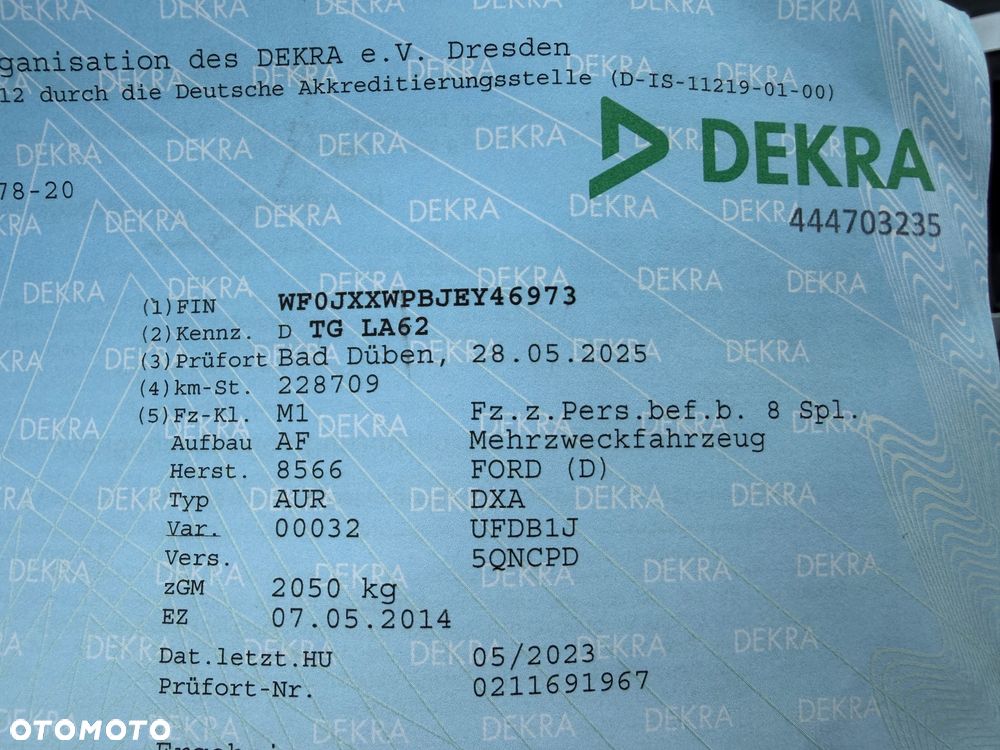 ganisation des DEKRA e.V. Dresden
12 durch die Deutsche Akkreditierungsstelle (D-IS-11219-01-00)
DEKRA
78-20
444703235
(1)FIN WF0JXXWPBJEY46973
(2)Kennz. D TG LA62
(3)Prüfort Bad Düben, 28.05.2025
(4)km-St. 228709
(5)Fz-Kl. M1 Fz.z.Pers.bef.b. 8 Spl.
Aufbau AF Mehrzweckfahrzeug
Herst. 8566 FORD (D)
Typ AUR DXA
Var. 00032 UFDB1J
Vers. 5QNCPD
zGM 2050 kg
EZ 07.05.2014
Dat.letzt.HU 05/2023
Prüfort-Nr. 0211691967
OTOMOTO